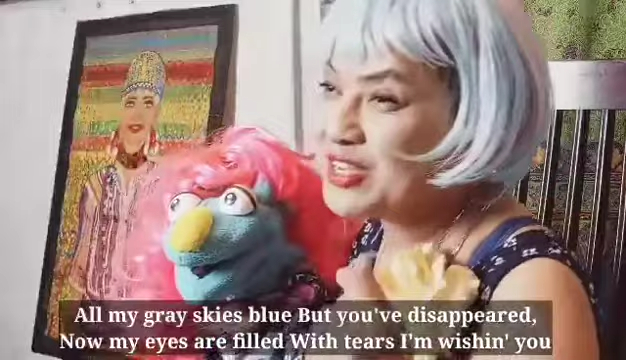 All my gray skies blue But you've disappeared,
Now my eyes are filled With tears I'm wishin' you